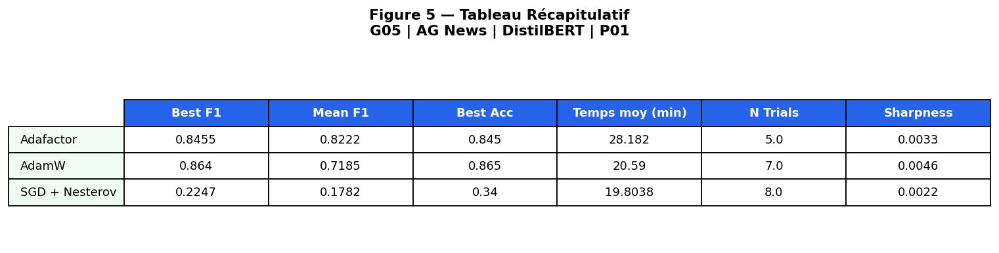 Figure 5 — Tableau Récapitulatif
G05 | AG News | DistilBERT | P01
Best F1 Mean F1 Best Acc Temps moy (min) N Trials Sharpness
Adafactor 0.8455 0.8222 0.845 28.182 5.0 0.0033
AdamW 0.864 0.7185 0.865 20.59 7.0 0.0046
SGD + Nesterov 0.2247 0.1782 0.34 19.8038 8.0 0.0022